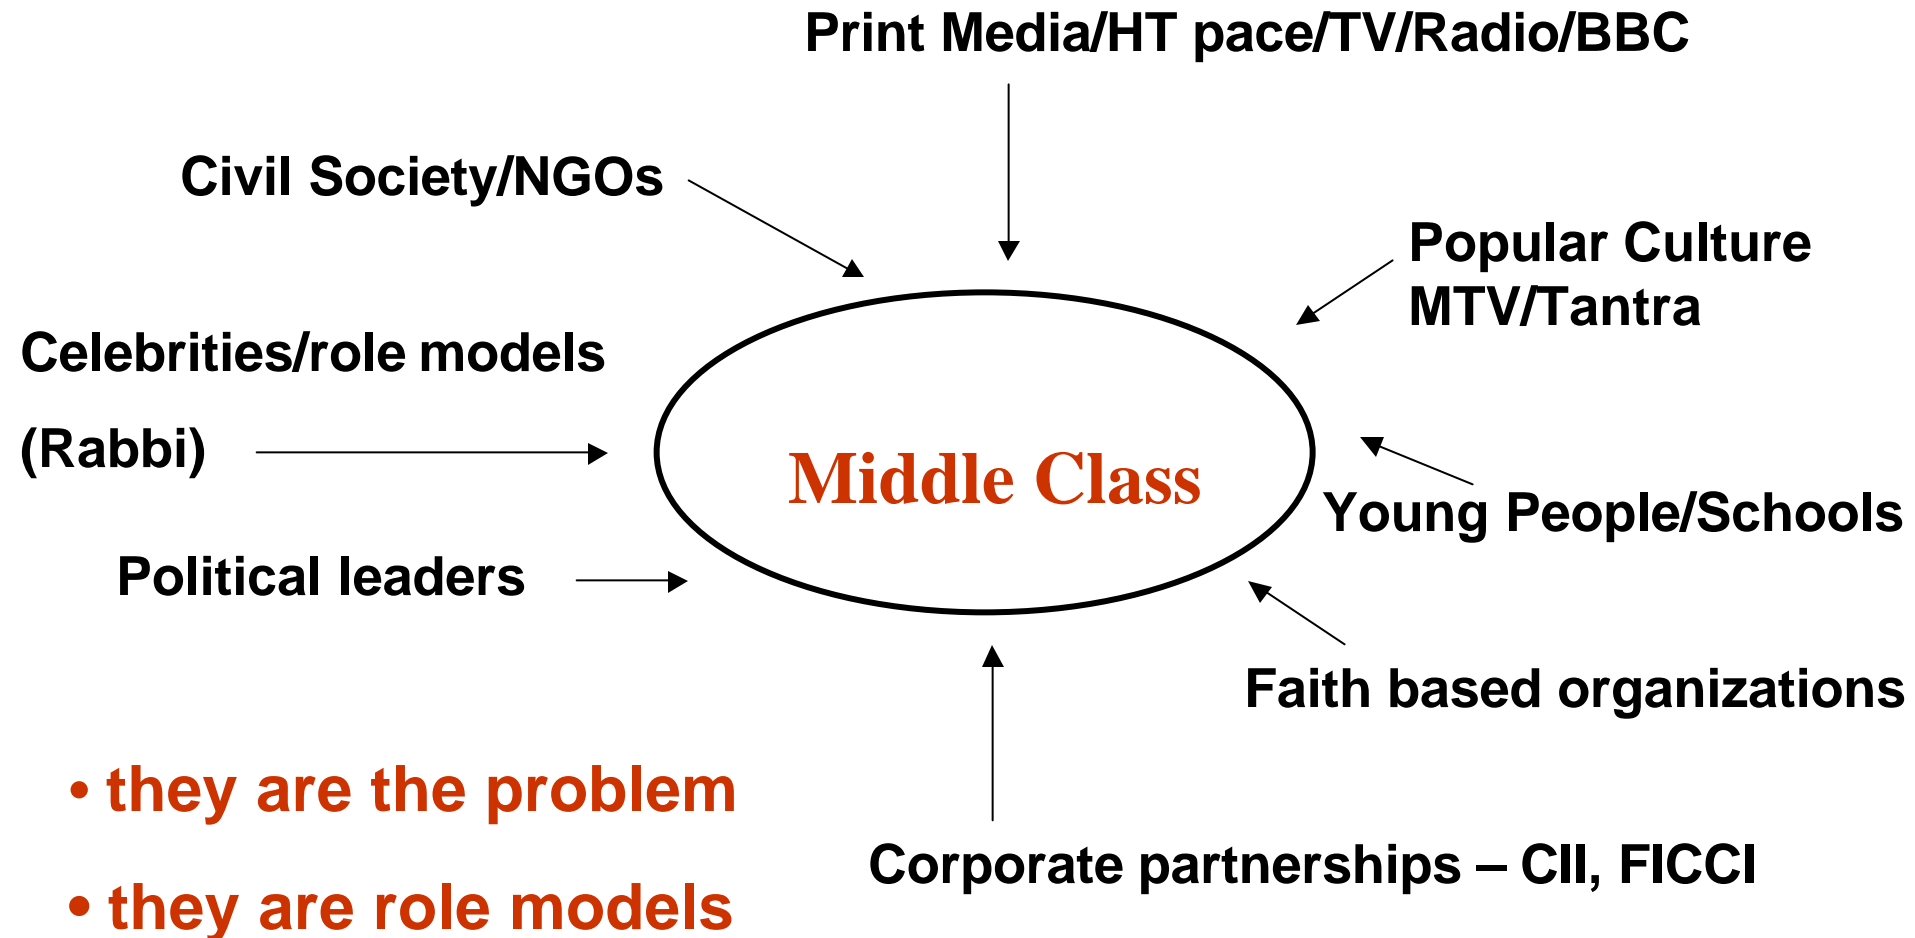 Print Media/HT pace/TV/Radio/BBC
Civil Society/NGOs
Popular Culture
MTV/Tantra
Celebrities/role models
(Rabbi)
Middle Class
Young People/Schools
Political leaders
Faith based organizations
• they are the problem
Corporate partnerships – CII, FICCI
• they are role models